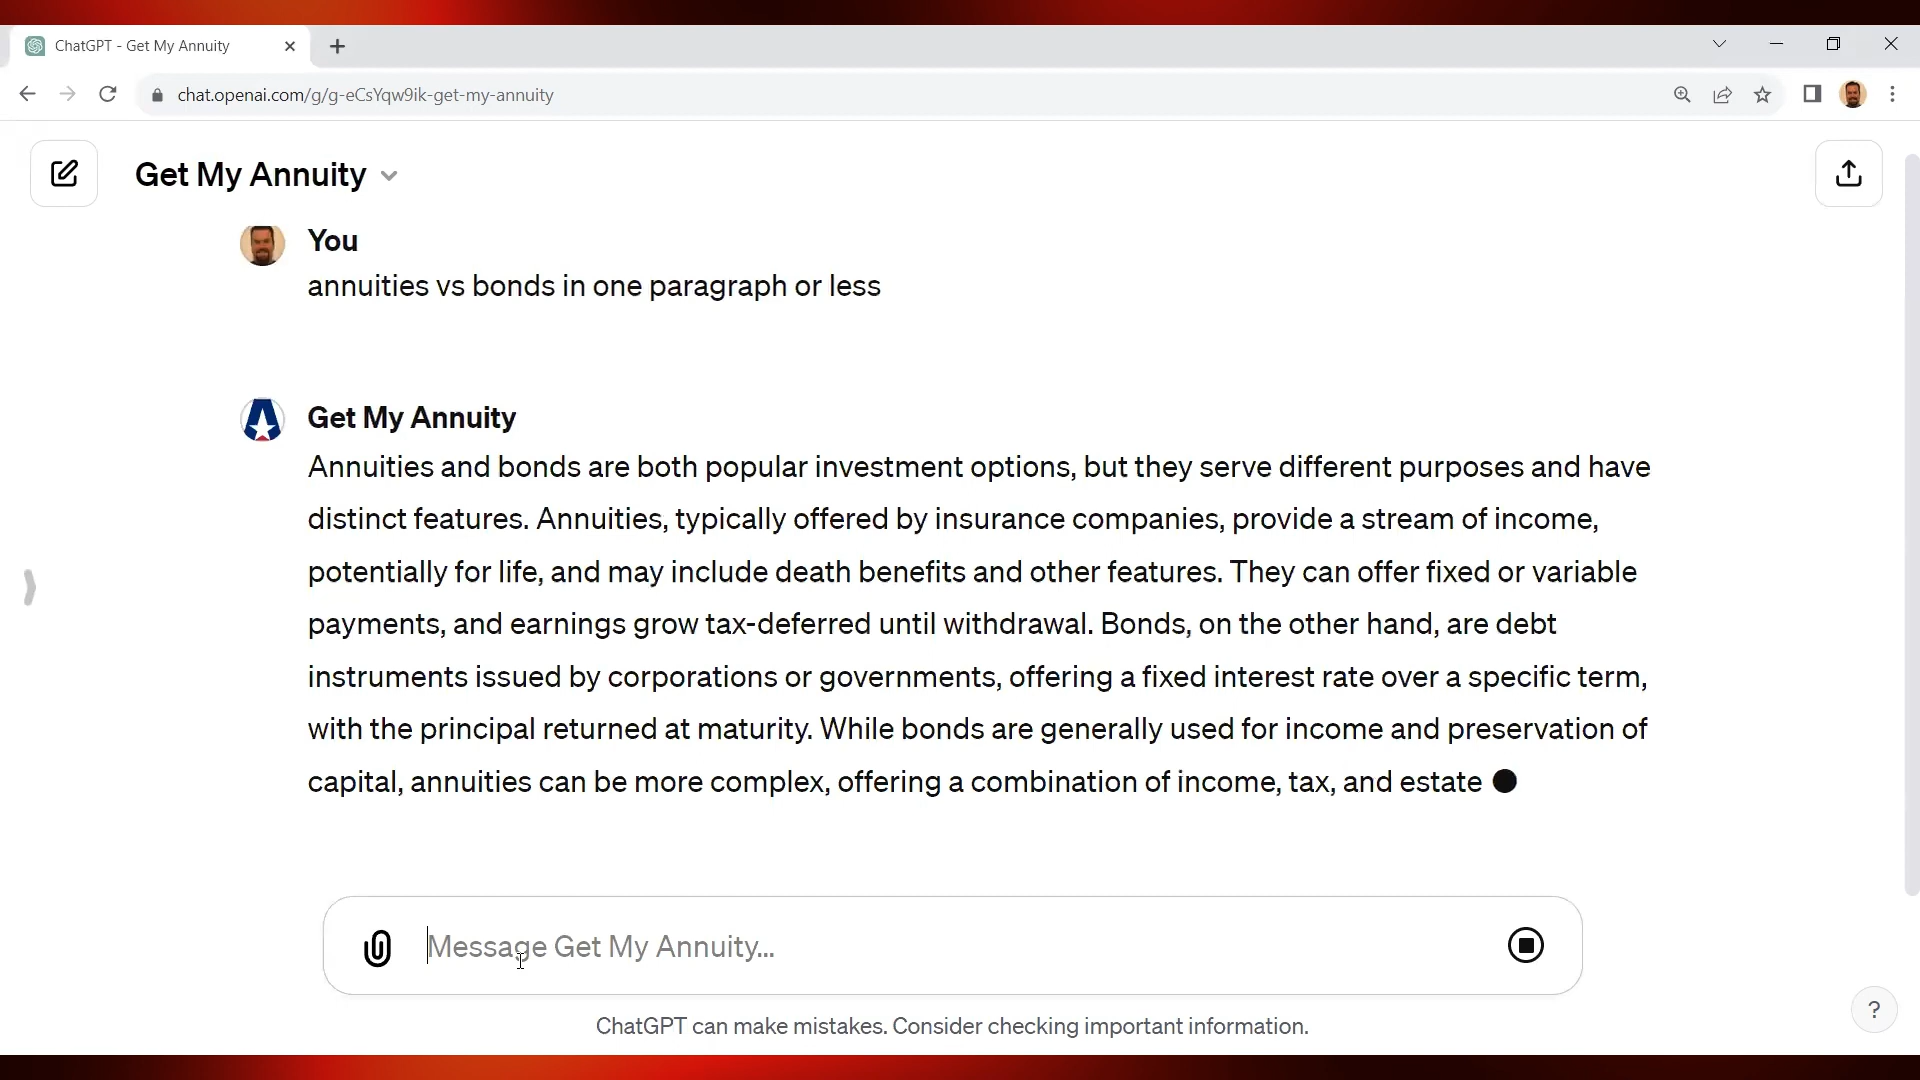 ChatGPT - Get My Annuity
chat.openai.com/g/g-eCsYqw9ik-get-my-annuity
Get My Annuity
You
annuities vs bonds in one paragraph or less
Get My Annuity
Annuities and bonds are both popular investment options, but they serve different purposes and have
distinct features. Annuities, typically offered by insurance companies, provide a stream of income,
potentially for life, and may include death benefits and other features. They can offer fixed or variable
payments, and earnings grow tax-deferred until withdrawal. Bonds, on the other hand, are debt
instruments issued by corporations or governments, offering a fixed interest rate over a specific term,
with the principal returned at maturity. While bonds are generally used for income and preservation of
capital, annuities can be more complex, offering a combination of income, tax, and estate
Message Get My Annuity...
ChatGPT can make mistakes. Consider checking important information.
?